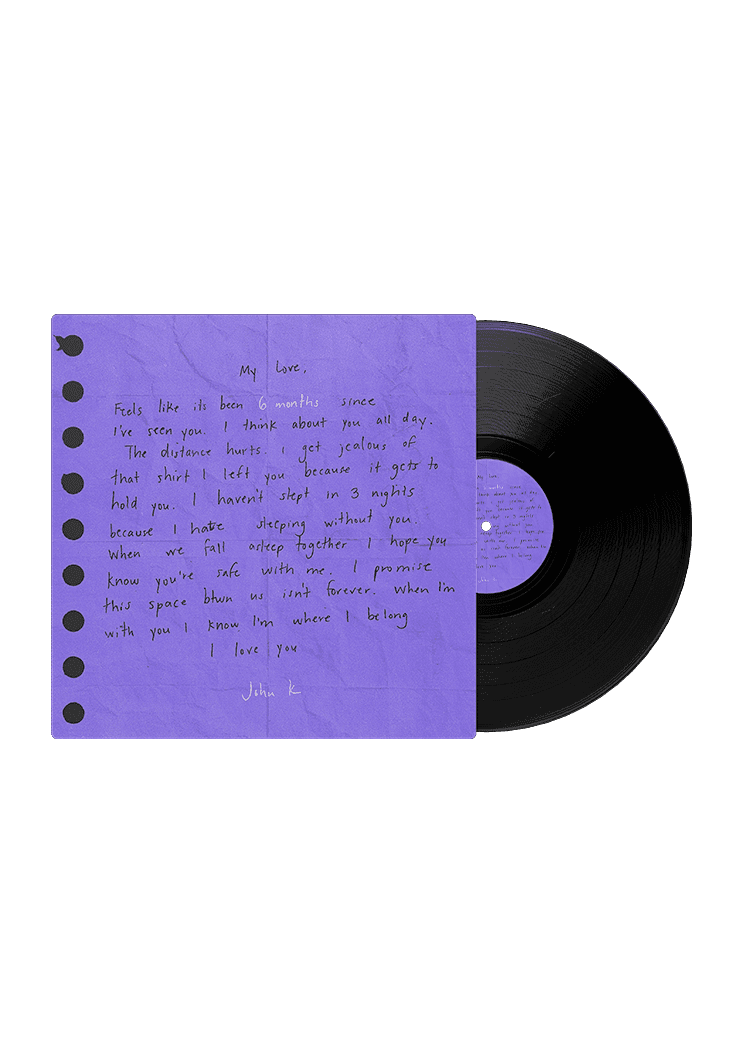 My Love,
Feels like its been 6 months since
I've seen you. I think about you all day.
The distance hurts. I get jealous of
that shirt I left you because it gets to
hold you. I haven't slept in 3 nights
because I hate sleeping without you.
When we fall asleep together I hope you
know you're safe with me. I promise
this space btwn us isn't forever. When I'm
with you I know I'm where I belong
I love you
John K
My Love,